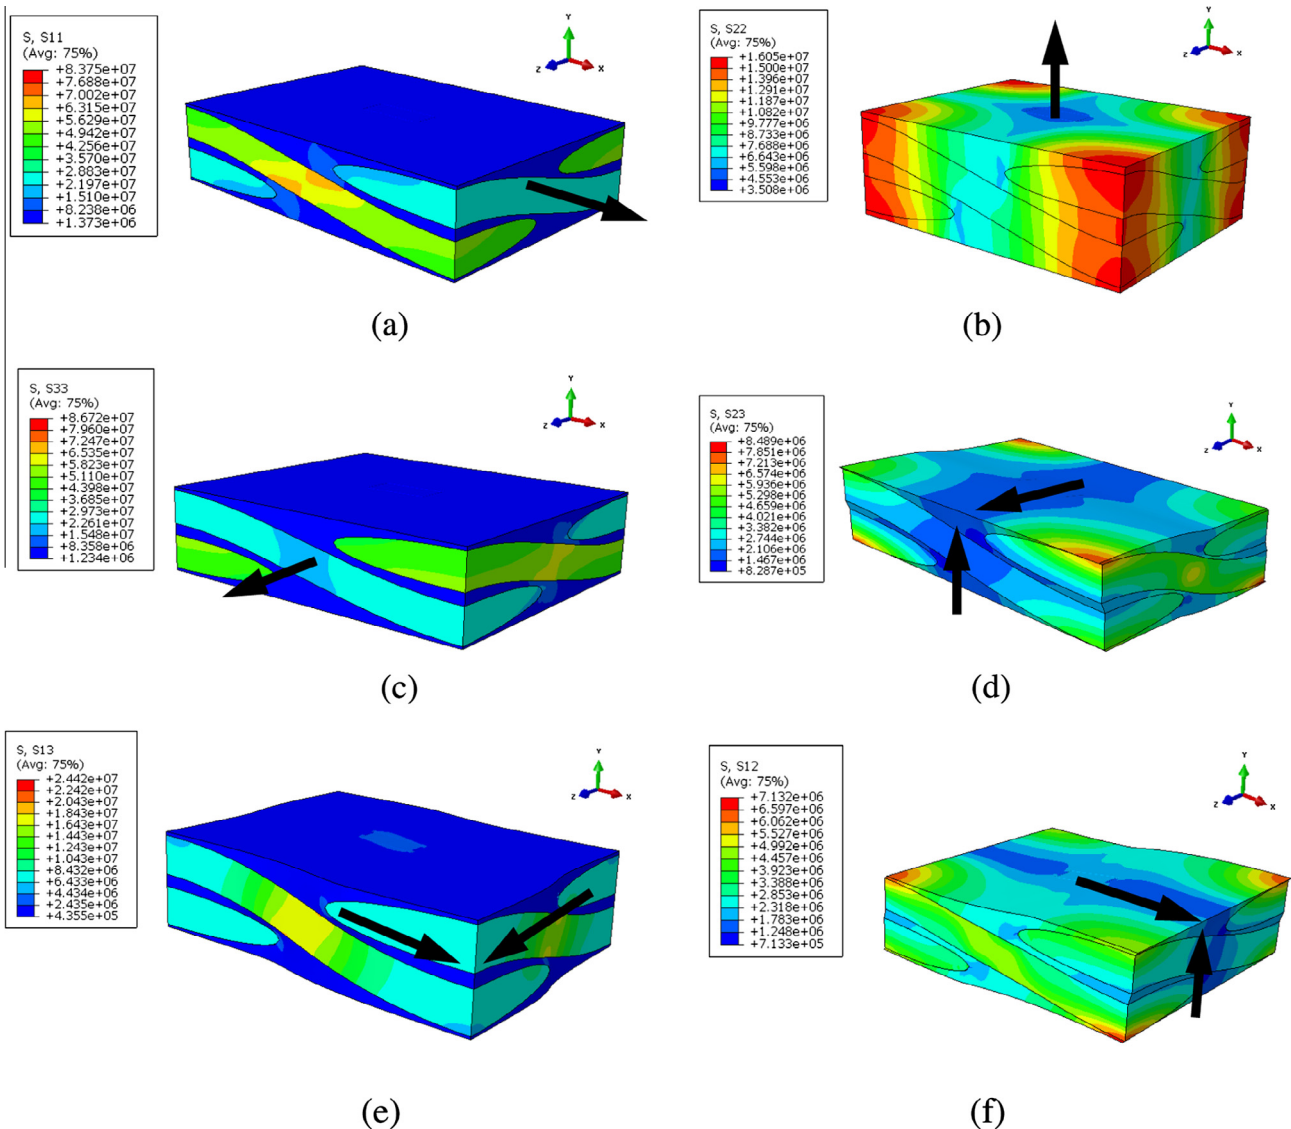 S, S11
(Avg: 75%)
+8.375e+07
+7.688e+07
+7.002e+07
+6.315e+07
+5.629e+07
+4.942e+07
+4.256e+07
+3.570e+07
+2.883e+07
+2.197e+07
+1.510e+07
+8.238e+06
+1.373e+06
Y
Z
X
(a)
S, S22
(Avg: 75%)
+1.605e+07
+1.500e+07
+1.396e+07
+1.291e+07
+1.187e+07
+1.082e+07
+9.777e+06
+8.733e+06
+7.688e+06
+6.643e+06
+5.598e+06
+4.553e+06
+3.508e+06
Y
Z
X
(b)
S, S33
(Avg: 75%)
+8.672e+07
+7.960e+07
+7.247e+07
+6.535e+07
+5.823e+07
+5.110e+07
+4.398e+07
+3.685e+07
+2.973e+07
+2.261e+07
+1.548e+07
+8.358e+06
+1.234e+06
Y
Z
X
(c)
S, S23
(Avg: 75%)
+8.489e+06
+7.851e+06
+7.213e+06
+6.574e+06
+5.936e+06
+5.298e+06
+4.659e+06
+4.021e+06
+3.382e+06
+2.744e+06
+2.106e+06
+1.467e+06
+8.287e+05
Y
Z
X
(d)
S, S13
(Avg: 75%)
+2.442e+07
+2.242e+07
+2.043e+07
+1.843e+07
+1.643e+07
+1.443e+07
+1.243e+07
+1.043e+07
+8.432e+06
+6.433e+06
+4.434e+06
+2.435e+06
+4.355e+05
Y
Z
X
(e)
S, S12
(Avg: 75%)
+7.132e+06
+6.597e+06
+6.062e+06
+5.527e+06
+4.992e+06
+4.457e+06
+3.923e+06
+3.388e+06
+2.853e+06
+2.318e+06
+1.783e+06
+1.248e+06
+7.133e+05
Y
Z
X
(f)